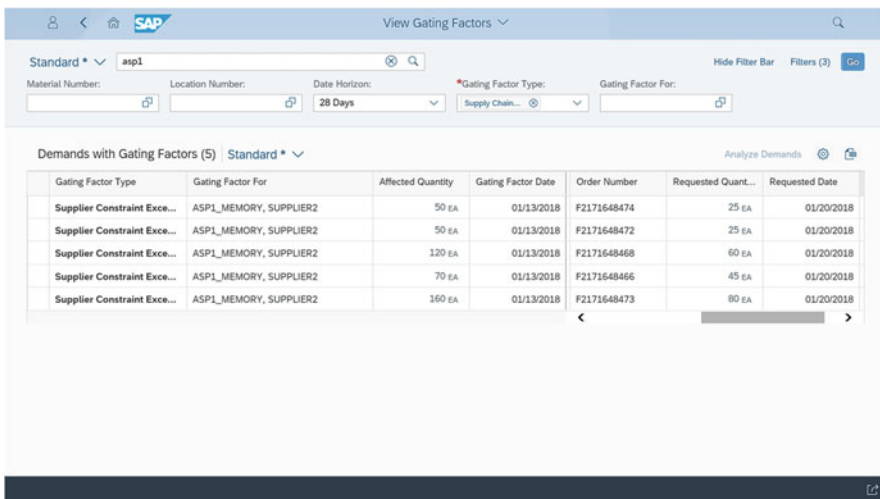 SAP View Gating Factors
Standard * asp1 Hide Filter Bar Filters (3) Go
Material Number: Location Number: Date Horizon: *Gating Factor Type: Gating Factor For:
28 Days Supply Chain...
Demands with Gating Factors (5) Standard * Analyze Demands
Gating Factor Type Gating Factor For Affected Quantity Gating Factor Date Order Number Requested Quant... Requested Date
Supplier Constraint Exce... ASP1_MEMORY, SUPPLIER2 50 EA 01/13/2018 F2171648474 25 EA 01/20/2018
Supplier Constraint Exce... ASP1_MEMORY, SUPPLIER2 50 EA 01/13/2018 F2171648472 25 EA 01/20/2018
Supplier Constraint Exce... ASP1_MEMORY, SUPPLIER2 120 EA 01/13/2018 F2171648468 60 EA 01/20/2018
Supplier Constraint Exce... ASP1_MEMORY, SUPPLIER2 70 EA 01/13/2018 F2171648466 45 EA 01/20/2018
Supplier Constraint Exce... ASP1_MEMORY, SUPPLIER2 160 EA 01/13/2018 F2171648473 80 EA 01/20/2018